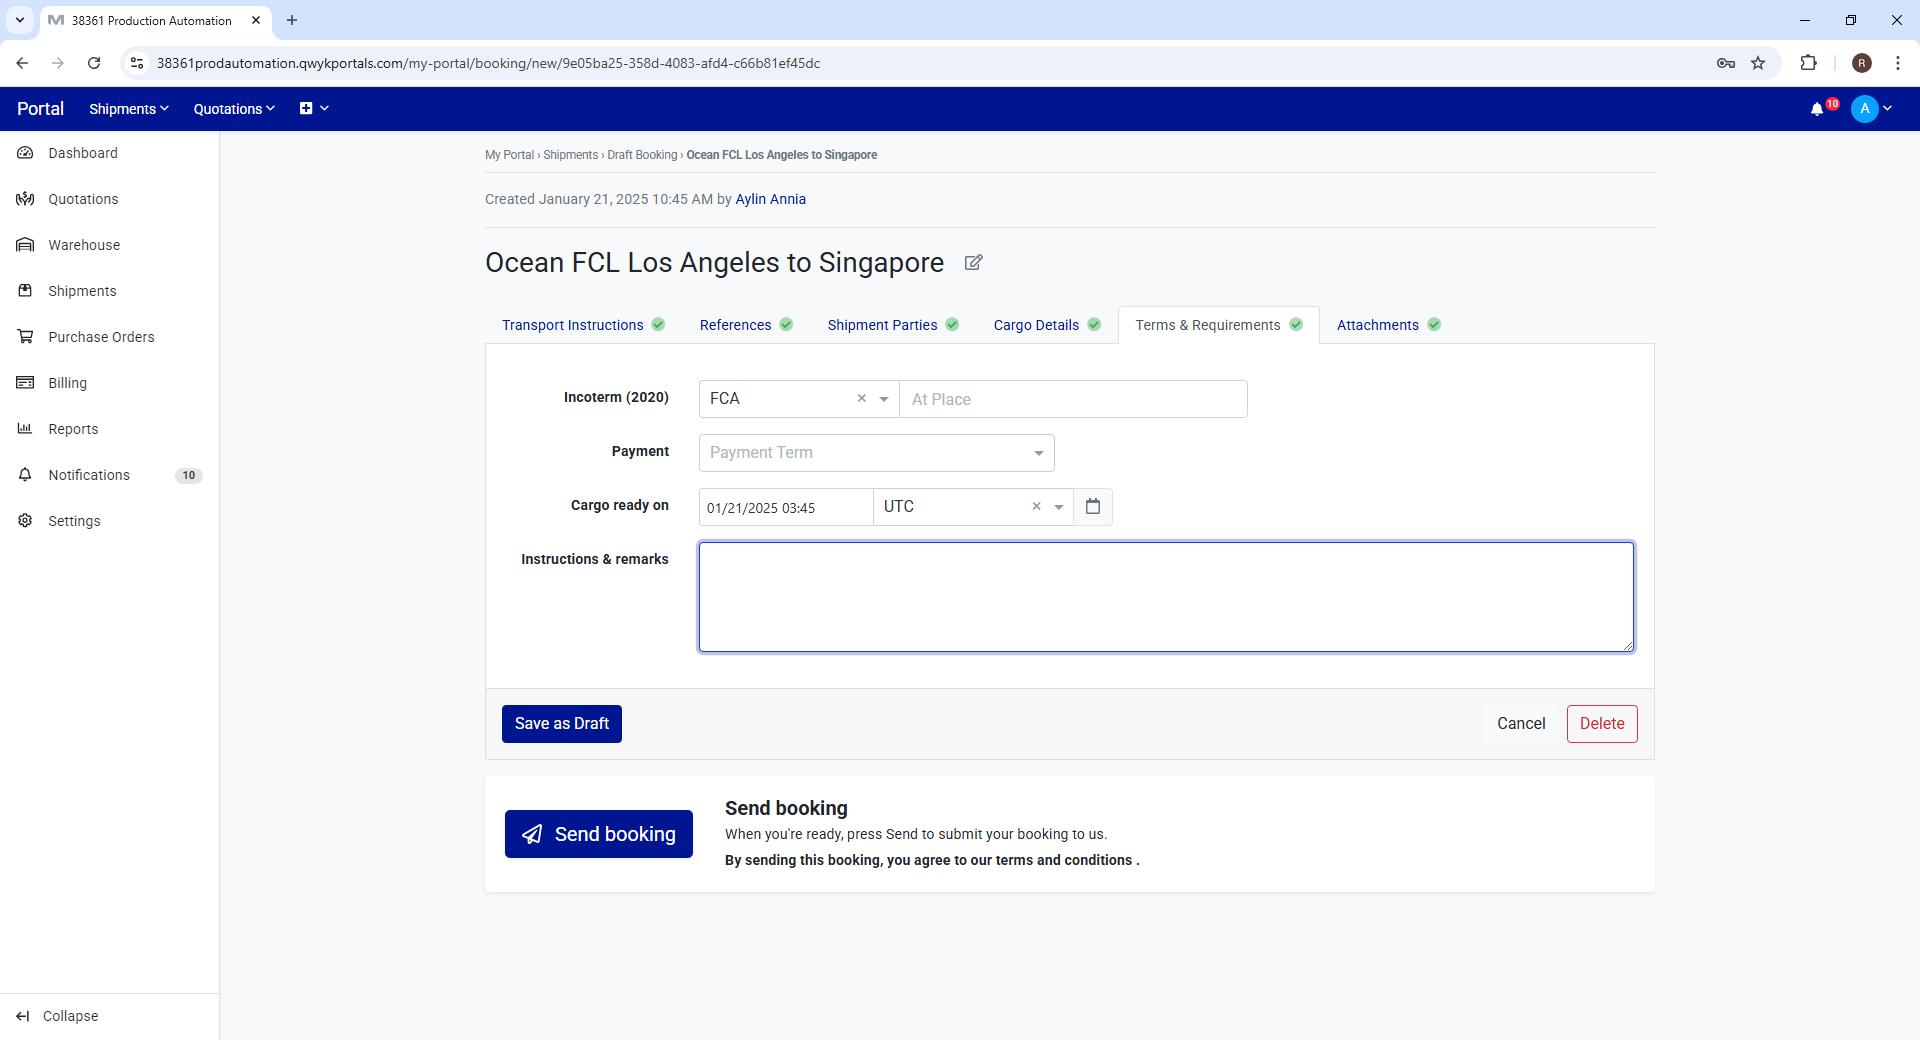 38361 Production Automation
38361prodautomation.qwykportals.com/my-portal/booking/new/9e05ba25-358d-4083-afd4-c66b81ef45dc
R
Portal
Shipments
Quotations
10
A
Dashboard
Quotations
Warehouse
Shipments
Purchase Orders
Billing
Reports
Notifications 10
Settings
Collapse
My Portal › Shipments › Draft Booking › Ocean FCL Los Angeles to Singapore
Created January 21, 2025 10:45 AM by Aylin Annia
Ocean FCL Los Angeles to Singapore
Transport Instructions
References
Shipment Parties
Cargo Details
Terms & Requirements
Attachments
Incoterm (2020) FCA × At Place
Payment Payment Term
Cargo ready on 01/21/2025 03:45 UTC ×
Instructions & remarks
Save as Draft
Cancel
Delete
Send booking
Send booking
When you're ready, press Send to submit your booking to us.
By sending this booking, you agree to our terms and conditions .